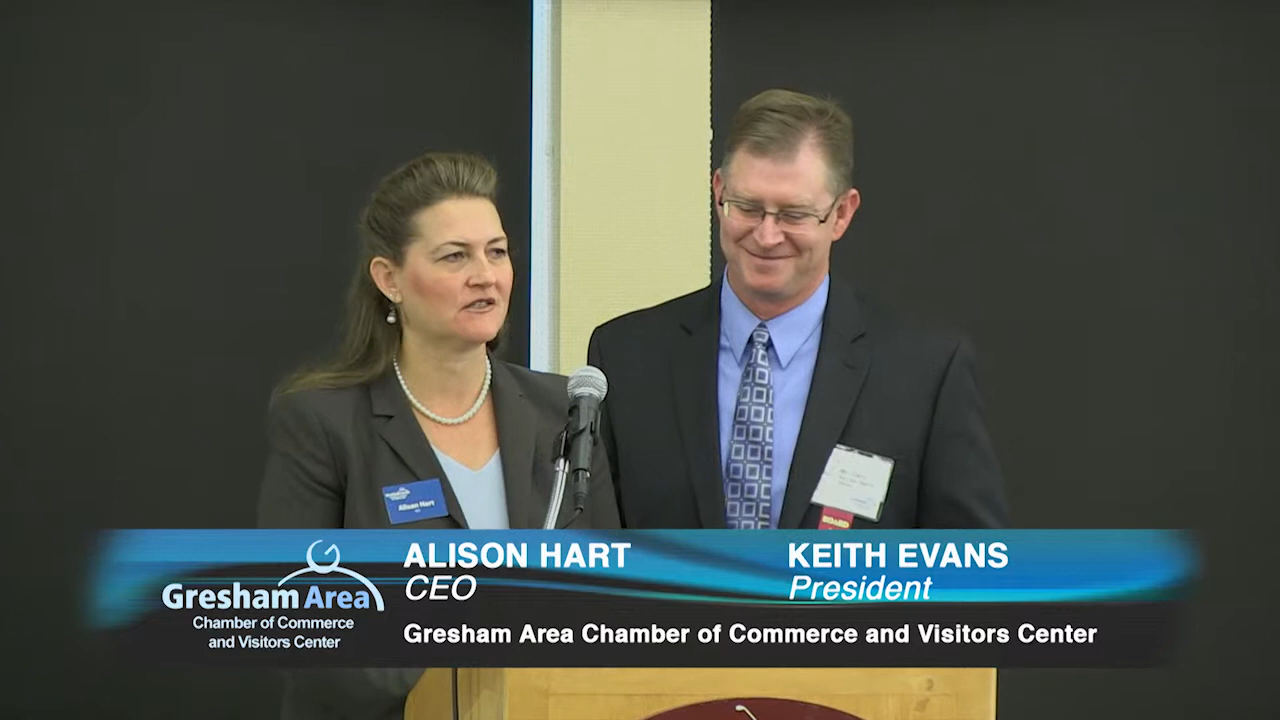 Alison Hart
BOARD
ALISON HART
CEO
KEITH EVANS
President
Gresham Area
Chamber of Commerce
and Visitors Center
Gresham Area Chamber of Commerce and Visitors Center